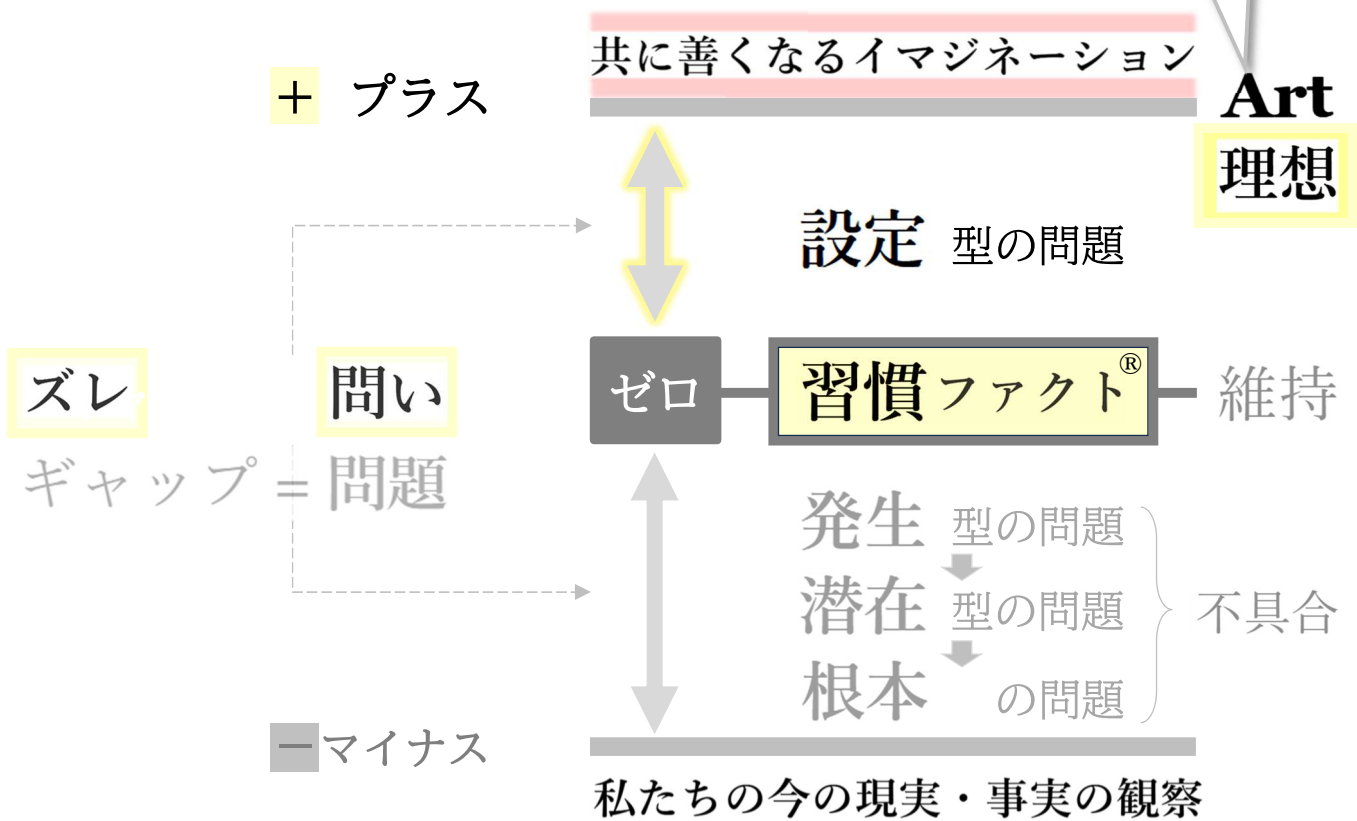 共に善くなるイマジネーション
＋ プラス
Art
理想
設定 型の問題
ズレ 問い ゼロ 習慣ファクト® 維持
ギャップ = 問題
発生 型の問題
潜在 型の問題 不具合
根本 の問題
－マイナス
私たちの今の現実・事実の観察